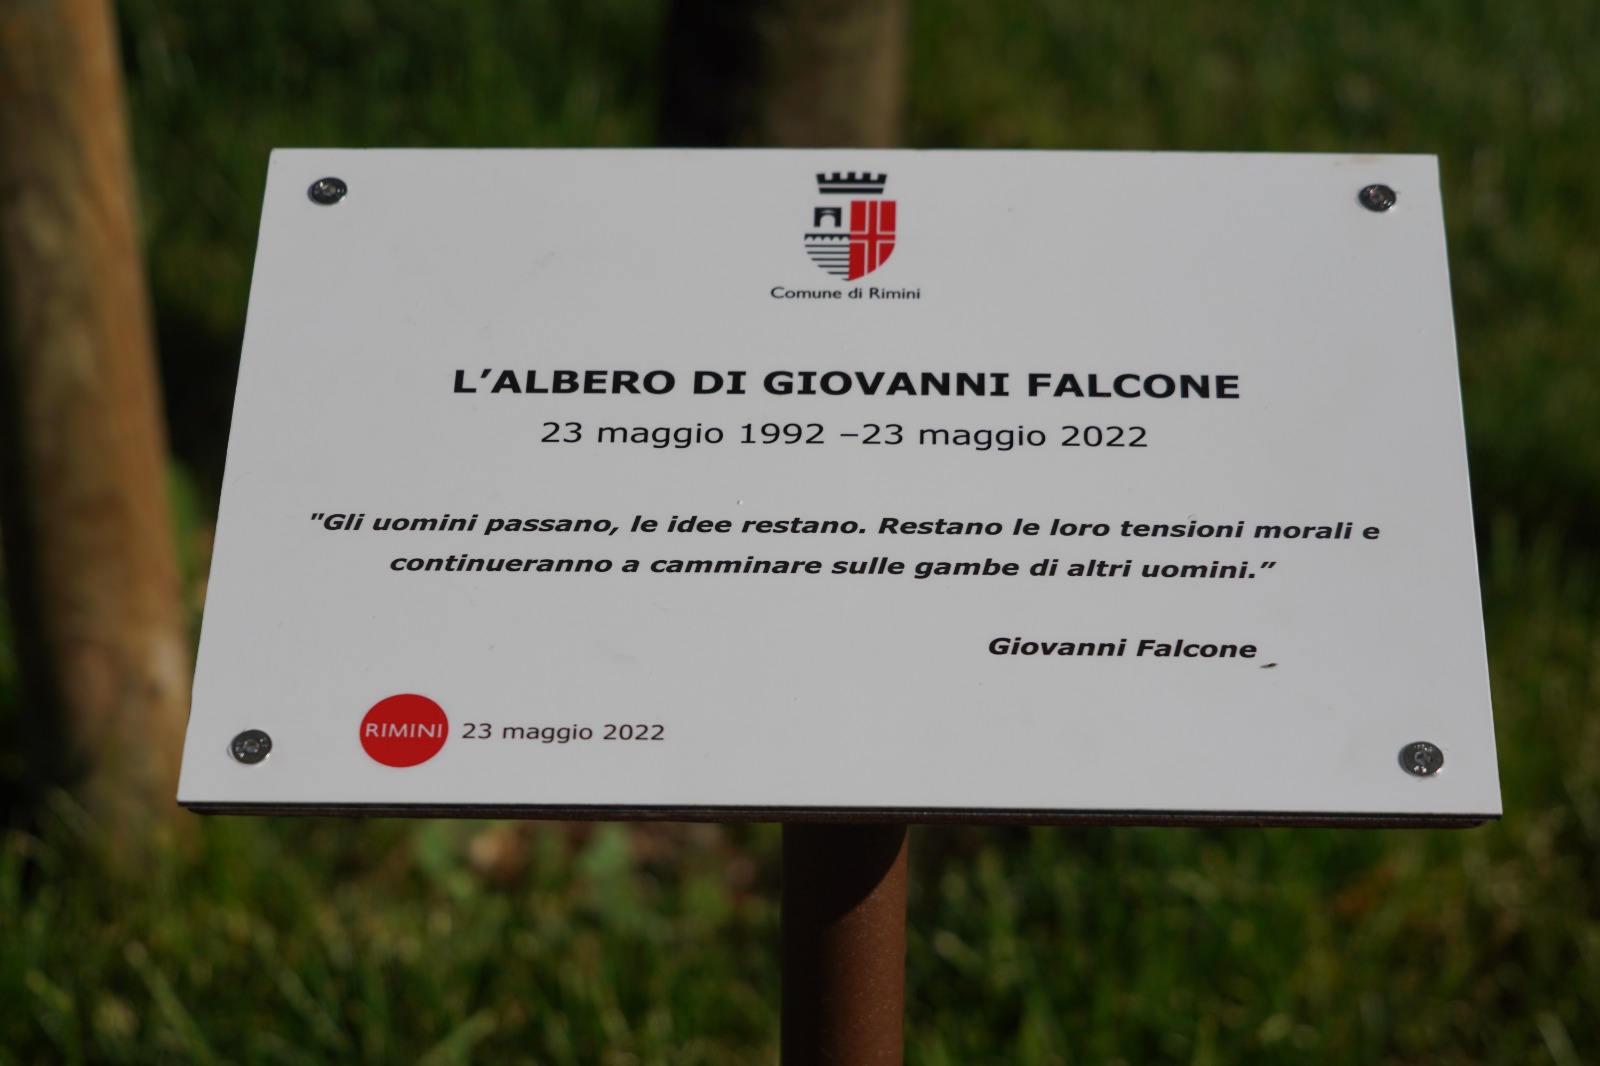 Comune di Rimini
L’ALBERO DI GIOVANNI FALCONE
23 maggio 1992 –23 maggio 2022
"Gli uomini passano, le idee restano. Restano le loro tensioni morali e
continueranno a camminare sulle gambe di altri uomini.”
Giovanni Falcone
RIMINI 23 maggio 2022